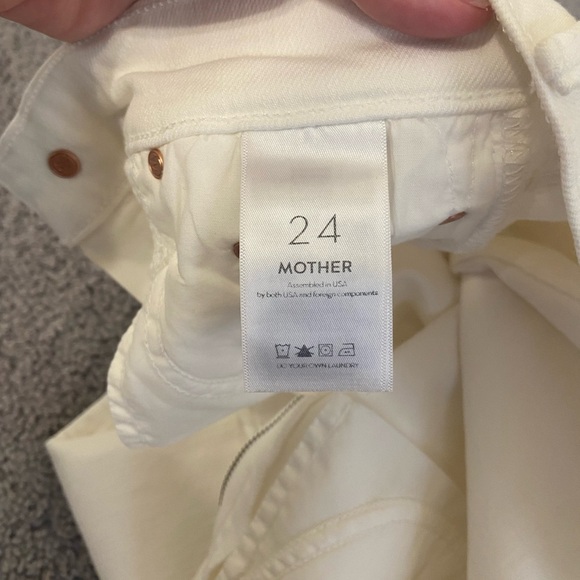 24
MOTHER
Assembled in USA
by both USA and foreign components
DO YOUR OWN LAUNDRY